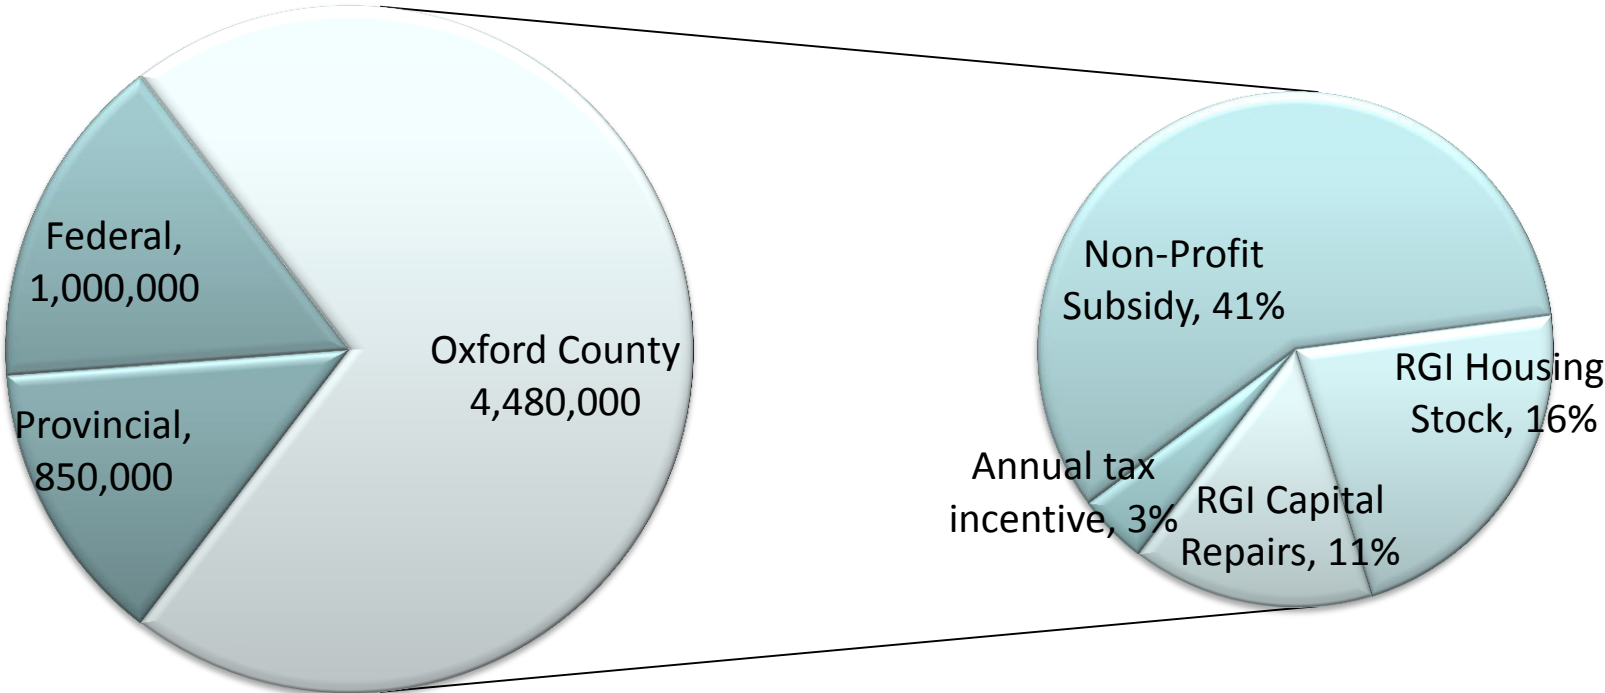 Federal,
1,000,000
Provincial,
850,000
Oxford County
4,480,000
Non-Profit
Subsidy, 41%
RGI Housing
Stock, 16%
Annual tax
incentive, 3%
RGI Capital
Repairs, 11%